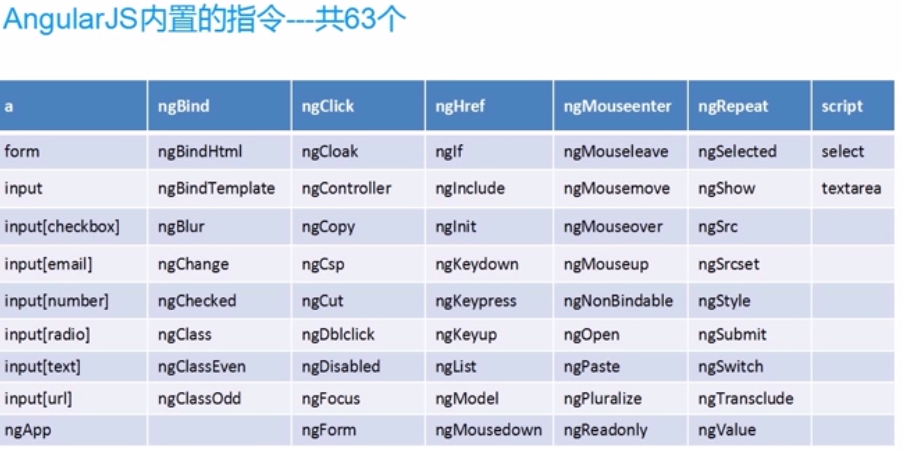 AngularJS内置的指令---共63个
a ngBind ngClick ngHref ngMouseenter ngRepeat script
form ngBindHtml ngCloak ngIf ngMouseleave ngSelected select
input ngBindTemplate ngController ngInclude ngMousemove ngShow textarea
input[checkbox] ngBlur ngCopy ngInit ngMouseover ngSrc
input[email] ngChange ngCsp ngKeydown ngMouseup ngSrcset
input[number] ngChecked ngCut ngKeypress ngNonBindable ngStyle
input[radio] ngClass ngDblclick ngKeyup ngOpen ngSubmit
input[text] ngClassEven ngDisabled ngList ngPaste ngSwitch
input[url] ngClassOdd ngFocus ngModel ngPluralize ngTransclude
ngApp ngForm ngMousedown ngReadonly ngValue